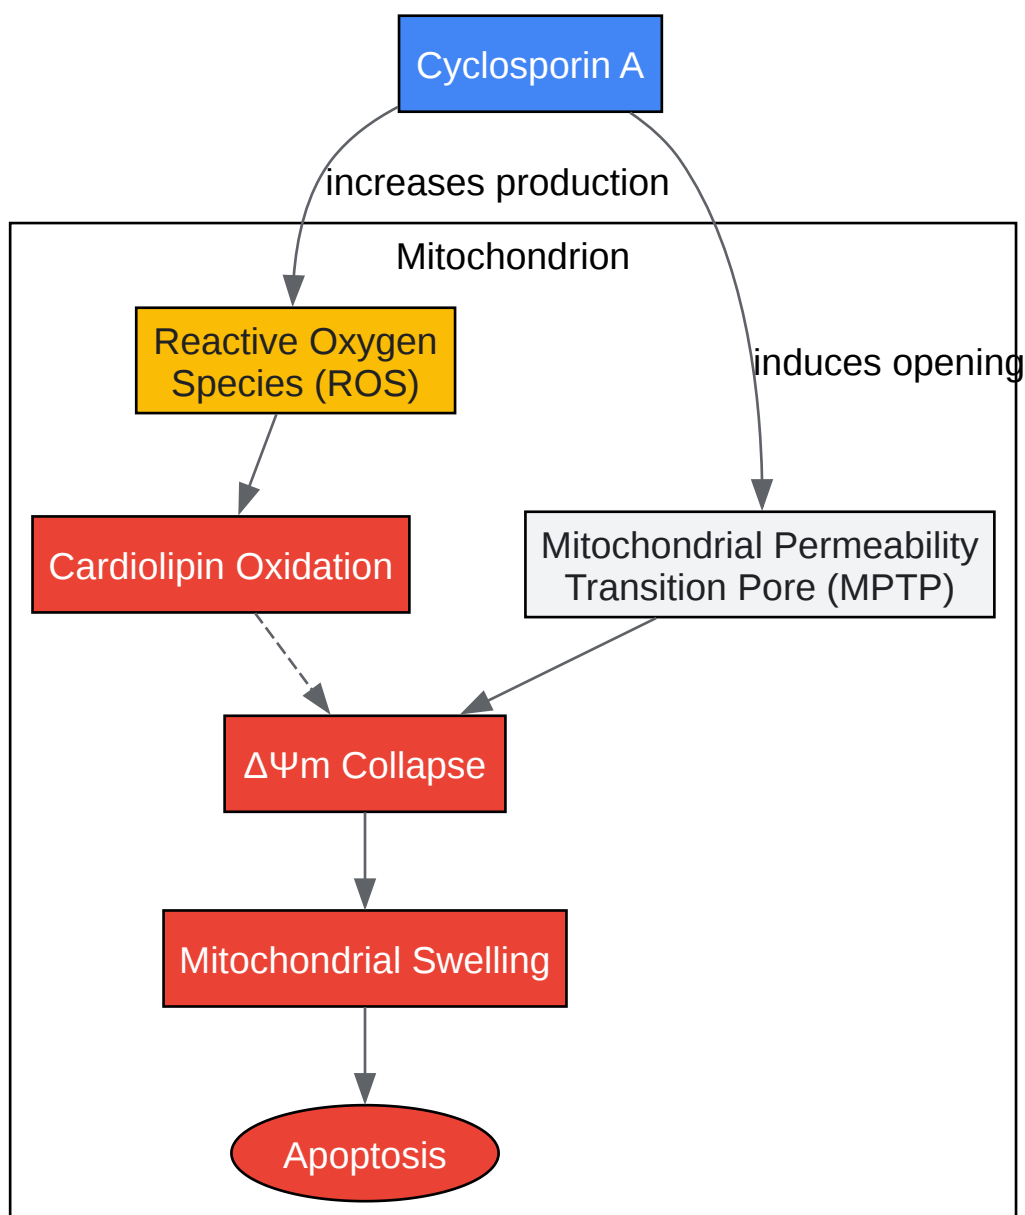 Cyclosporin A
increases production
Mitochondrion
Reactive Oxygen
Species (ROS)
induces opening
Cardiolipin Oxidation
Mitochondrial Permeability
Transition Pore (MPTP)
ΔΨm Collapse
Mitochondrial Swelling
Apoptosis